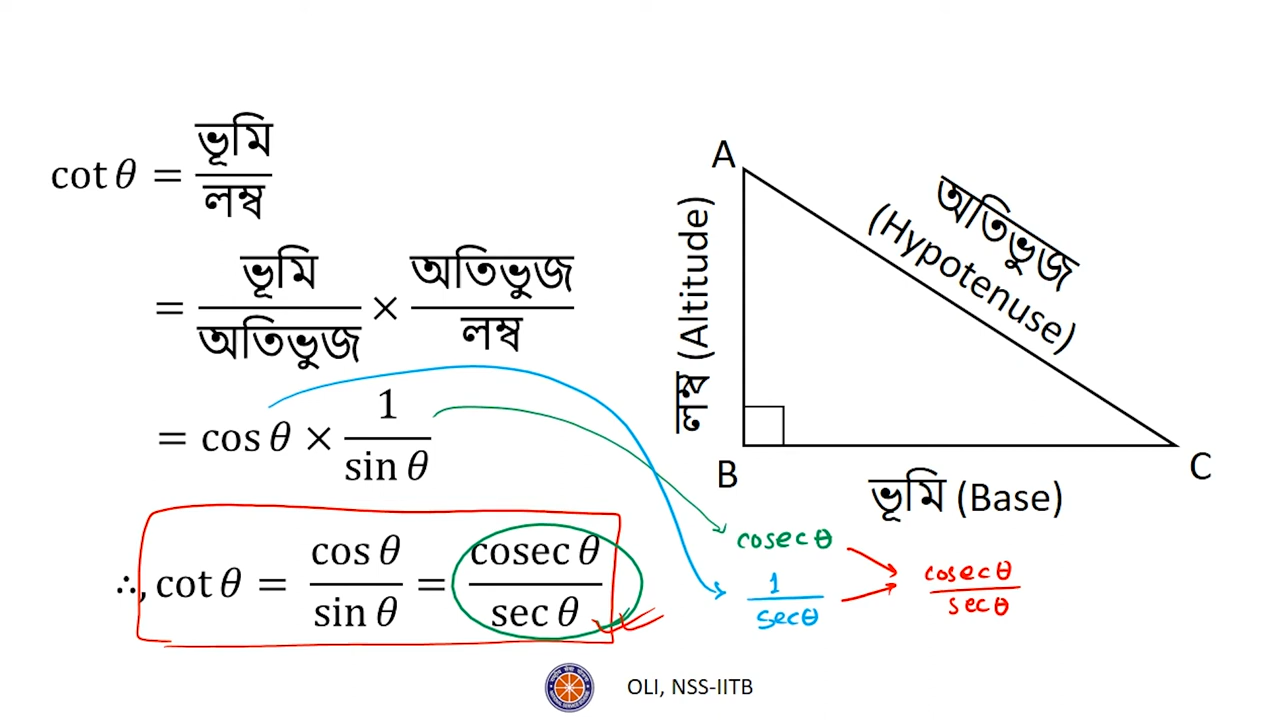 cot θ = ভূমি / লম্ব
= ভূমি / অতিভুজ × অতিভুজ / লম্ব
= cos θ × 1 / sin θ
∴, cot θ = cos θ / sin θ = cosec θ / sec θ
cosec θ
1 / sec θ
cosec θ / sec θ
A
লম্ব (Altitude)
অতিভুজ
(Hypotenuse)
B
C
ভূমি (Base)
OLI, NSS-IITB